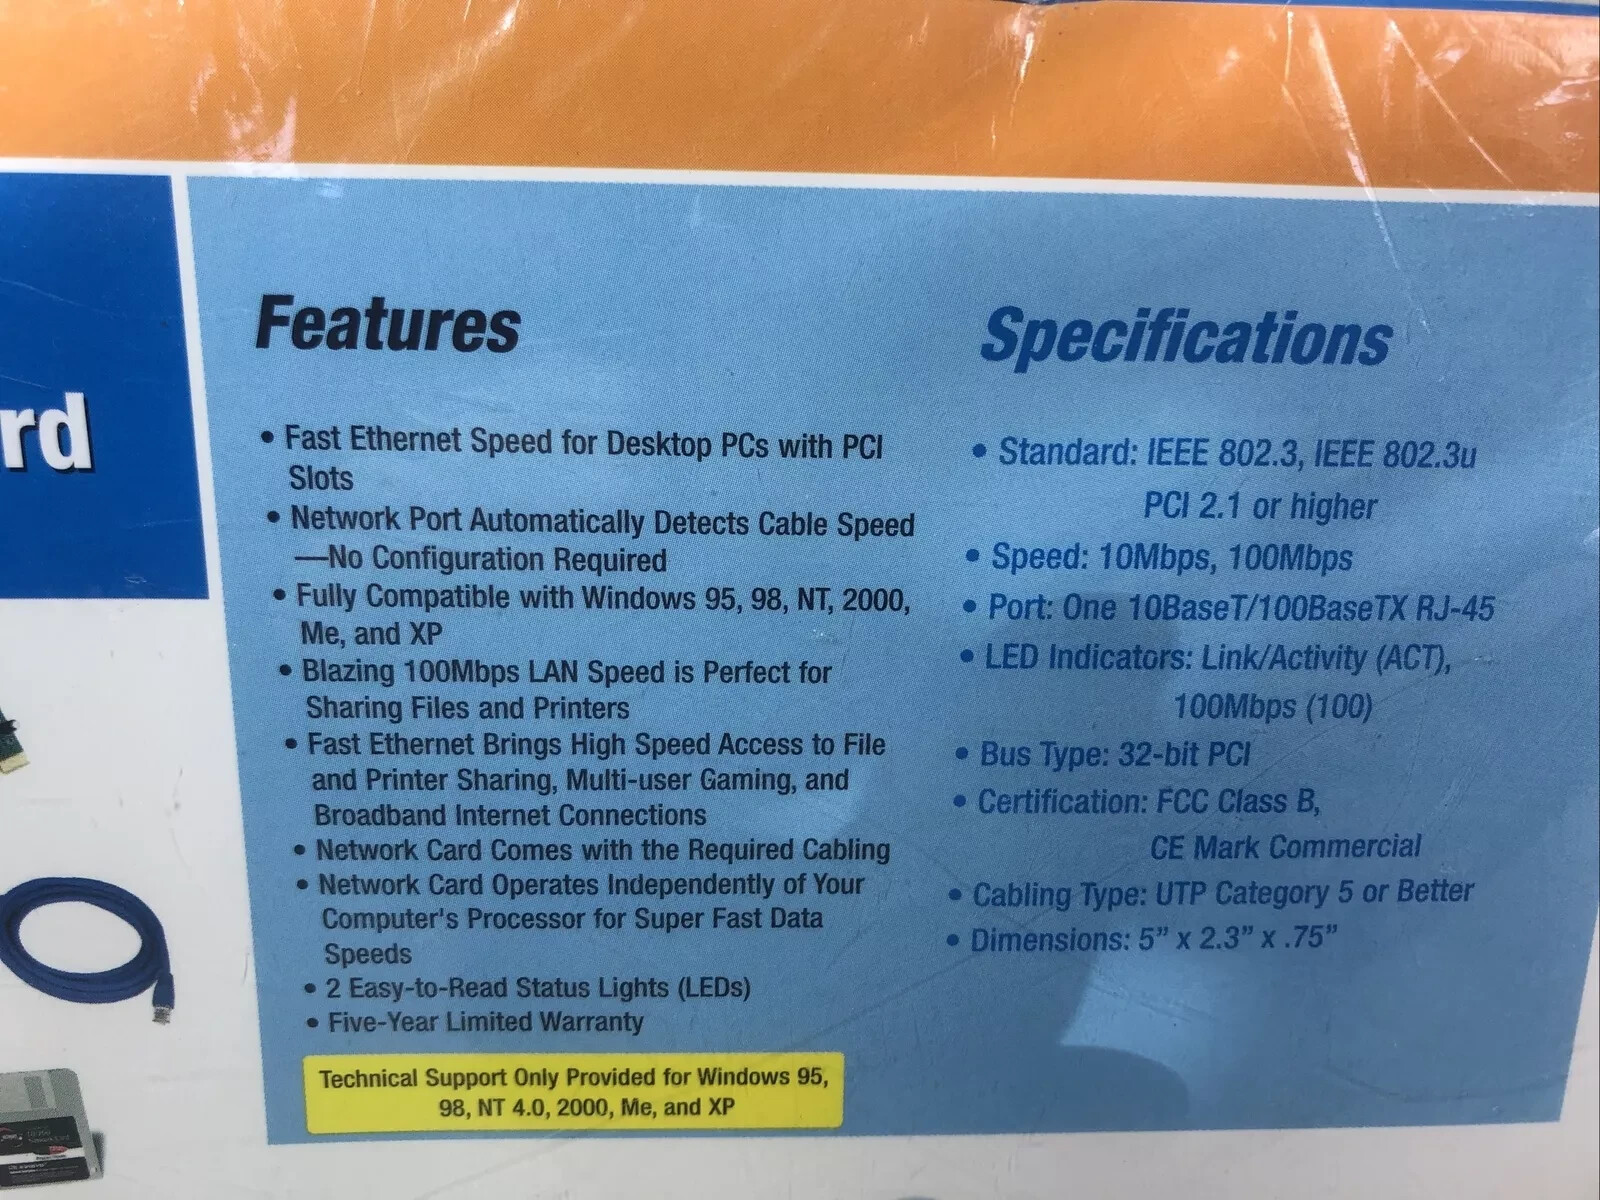 rd
Features
• Fast Ethernet Speed for Desktop PCs with PCI
Slots
• Network Port Automatically Detects Cable Speed
—No Configuration Required
• Fully Compatible with Windows 95, 98, NT, 2000,
Me, and XP
• Blazing 100Mbps LAN Speed is Perfect for
Sharing Files and Printers
• Fast Ethernet Brings High Speed Access to File
and Printer Sharing, Multi-user Gaming, and
Broadband Internet Connections
• Network Card Comes with the Required Cabling
• Network Card Operates Independently of Your
Computer's Processor for Super Fast Data
Speeds
• 2 Easy-to-Read Status Lights (LEDs)
• Five-Year Limited Warranty
Technical Support Only Provided for Windows 95,
98, NT 4.0, 2000, Me, and XP
Specifications
• Standard: IEEE 802.3, IEEE 802.3u
PCI 2.1 or higher
• Speed: 10Mbps, 100Mbps
• Port: One 10BaseT/100BaseTX RJ-45
• LED Indicators: Link/Activity (ACT),
100Mbps (100)
• Bus Type: 32-bit PCI
• Certification: FCC Class B,
CE Mark Commercial
• Cabling Type: UTP Category 5 or Better
• Dimensions: 5” x 2.3” x .75”